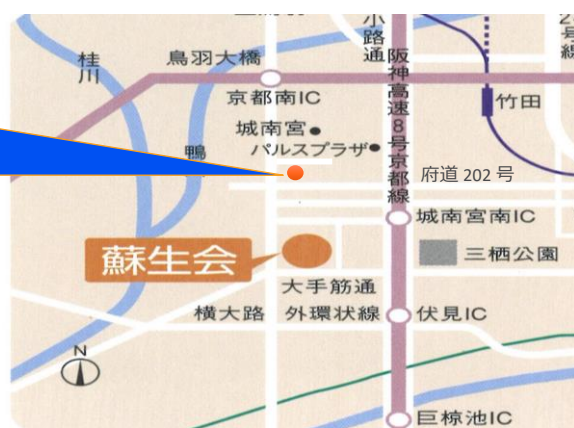 小路通
号線
桂川
鳥羽大橋
阪神高速8号京都線
京都南IC
竹田
城南宮
パルスプラザ
鴨
府道 202 号
城南宮南IC
蘇生会
三栖公園
大手筋通
横大路
外環状線
伏見IC
N
巨椋池IC